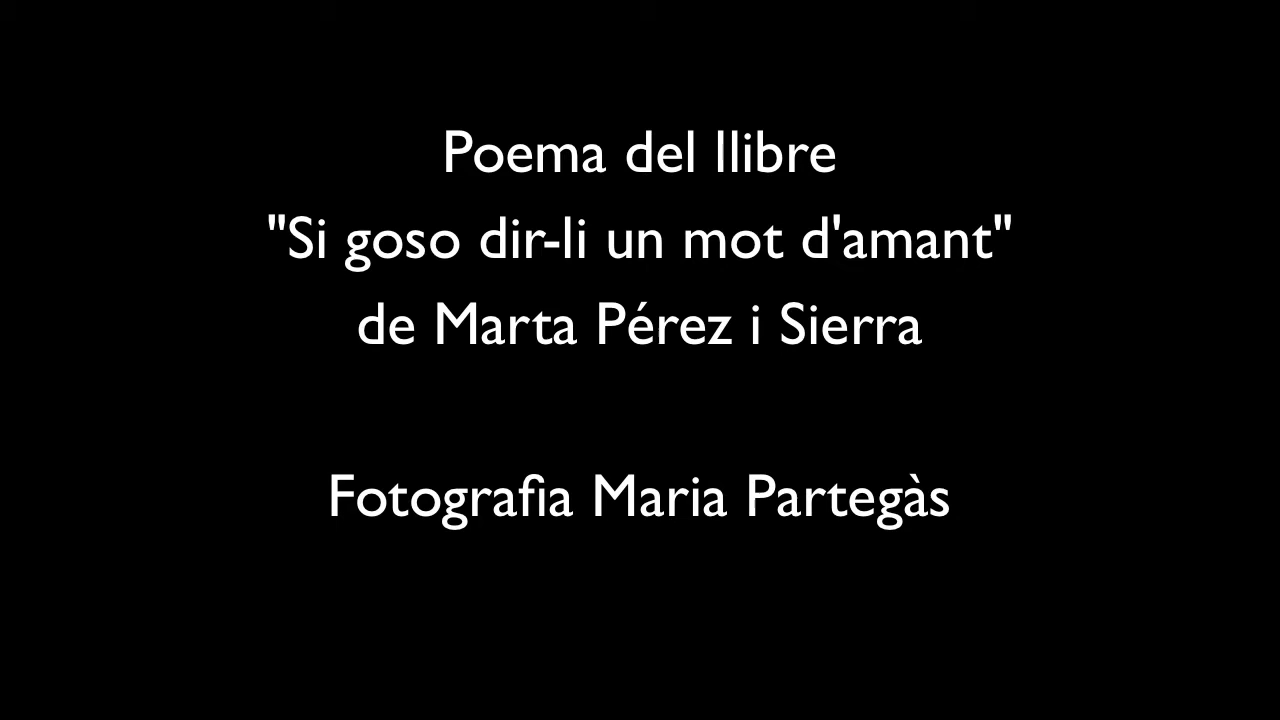 Poema del llibre
"Si goso dir-li un mot d'amant"
de Marta Pérez i Sierra
Fotografia Maria Partegàs